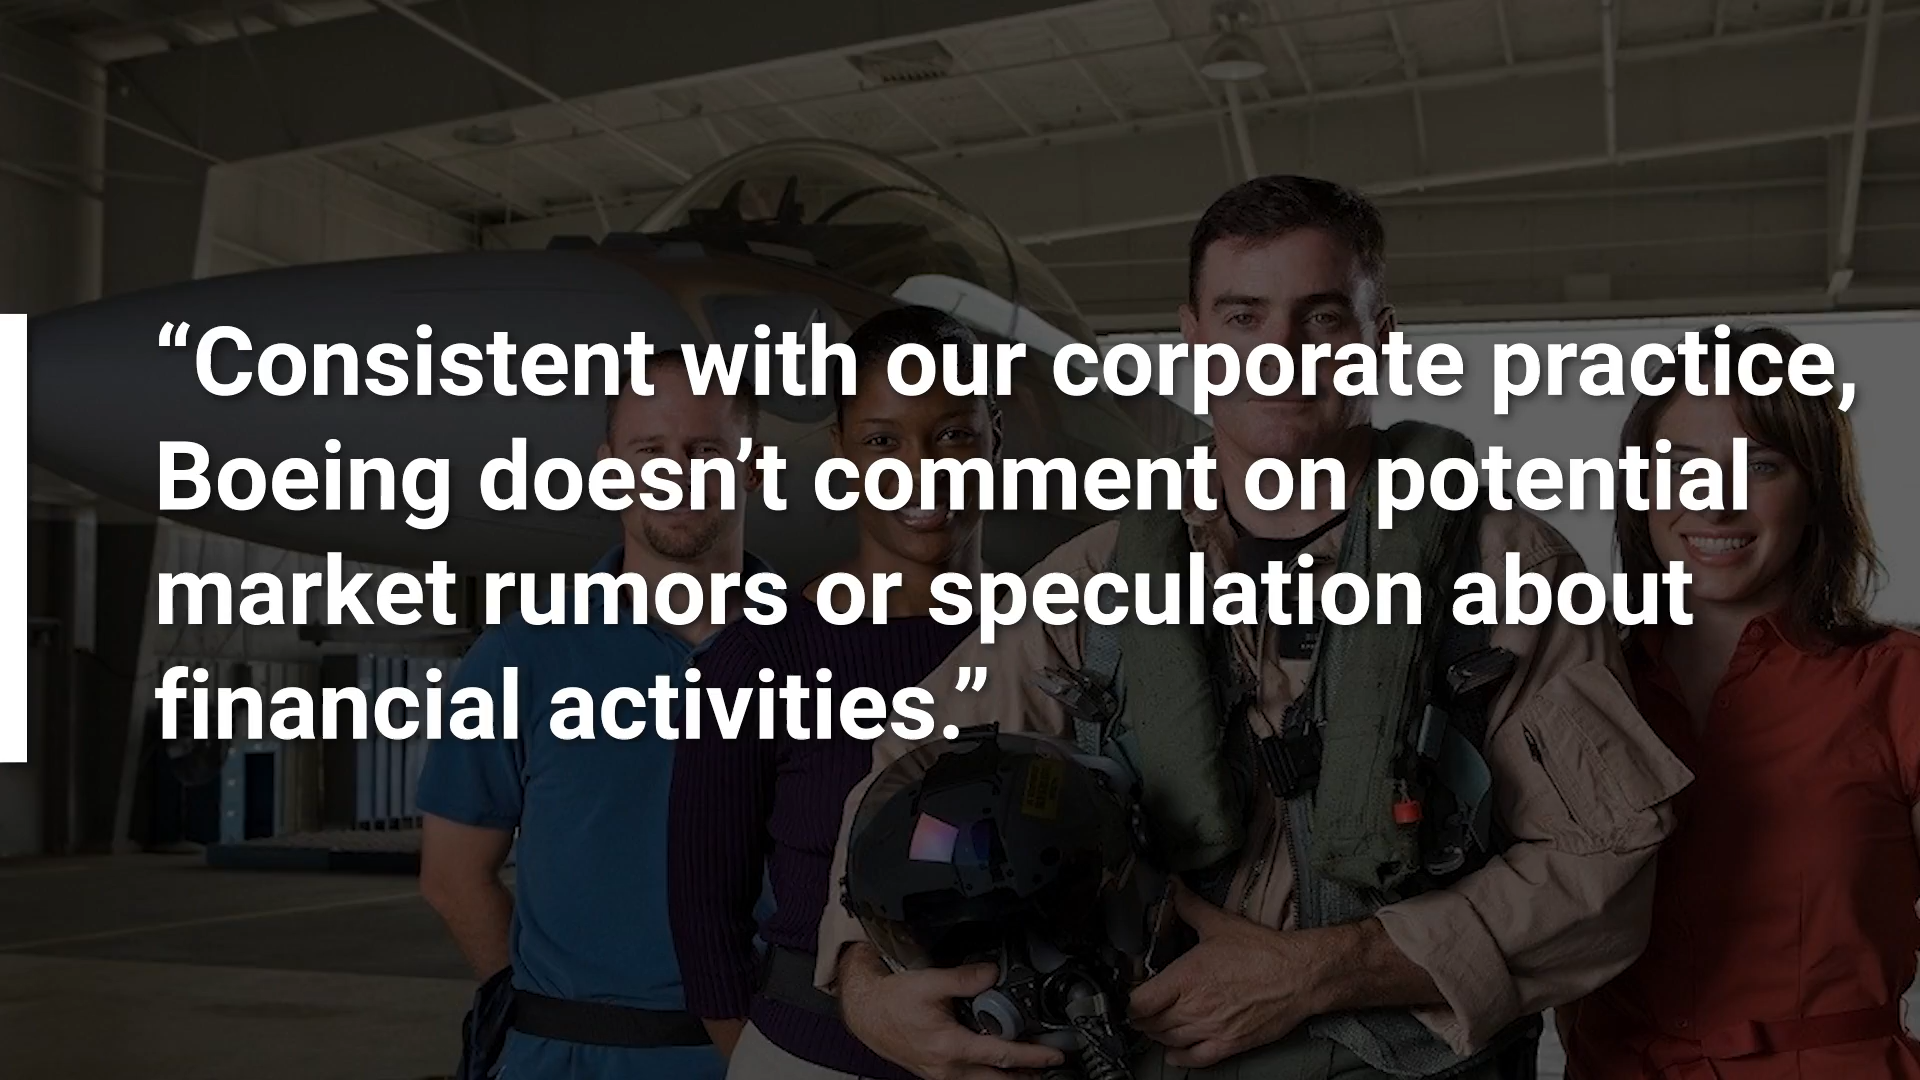 “Consistent with our corporate practice,
Boeing doesn’t comment on potential
market rumors or speculation about
financial activities.”